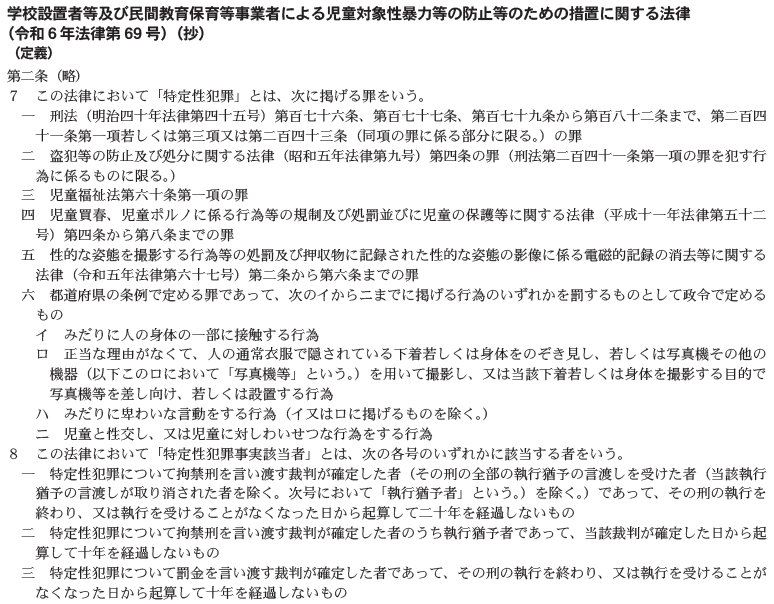 学校設置者等及び民間教育保育等事業者による児童対象性暴力等の防止等のための措置に関する法律
（令和６年法律第 69 号）（抄）
（定義）
第二条（略）
７　この法律において「特定性犯罪」とは、次に掲げる罪をいう。
一　刑法（明治四十年法律第四十五号）第百七十六条、第百七十七条、第百七十九条から第百八十二条まで、第二百四
十一条第一項若しくは第三項又は第二百四十三条（同項の罪に係る部分に限る。）の罪
二　盗犯等の防止及び処分に関する法律（昭和五年法律第九号）第四条の罪（刑法第二百四十一条第一項の罪を犯す行
為に係るものに限る。）
三　児童福祉法第六十条第一項の罪
四　児童買春、児童ポルノに係る行為等の規制及び処罰並びに児童の保護等に関する法律（平成十一年法律第五十二
号）第四条から第八条までの罪
五　性的な姿態を撮影する行為等の処罰及び押収物に記録された性的な姿態の影像に係る電磁的記録の消去等に関する
法律（令和五年法律第六十七号）第二条から第六条までの罪
六　都道府県の条例で定める罪であって、次のイからニまでに掲げる行為のいずれかを罰するものとして政令で定める
もの
イ　みだりに人の身体の一部に接触する行為
ロ　正当な理由がなくて、人の通常衣服で隠されている下着若しくは身体をのぞき見し、若しくは写真機その他の
機器（以下このロにおいて「写真機等」という。）を用いて撮影し、又は当該下着若しくは身体を撮影する目的で
写真機等を差し向け、若しくは設置する行為
ハ　みだりに卑わいな言動をする行為（イ又はロに掲げるものを除く。）
ニ　児童と性交し、又は児童に対しわいせつな行為をする行為
８　この法律において「特定性犯罪事実該当者」とは、次の各号のいずれかに該当する者をいう。
一　特定性犯罪について拘禁刑を言い渡す裁判が確定した者（その刑の全部の執行猶予の言渡しを受けた者（当該執行
猶予の言渡しが取り消された者を除く。次号において「執行猶予者」という。）を除く。）であって、その刑の執行を
終わり、又は執行を受けることがなくなった日から起算して二十年を経過しないもの
二　特定性犯罪について拘禁刑を言い渡す裁判が確定した者のうち執行猶予者であって、当該裁判が確定した日から起
算して十年を経過しないもの
三　特定性犯罪について罰金を言い渡す裁判が確定した者であって、その刑の執行を終わり、又は執行を受けることが
なくなった日から起算して十年を経過しないもの